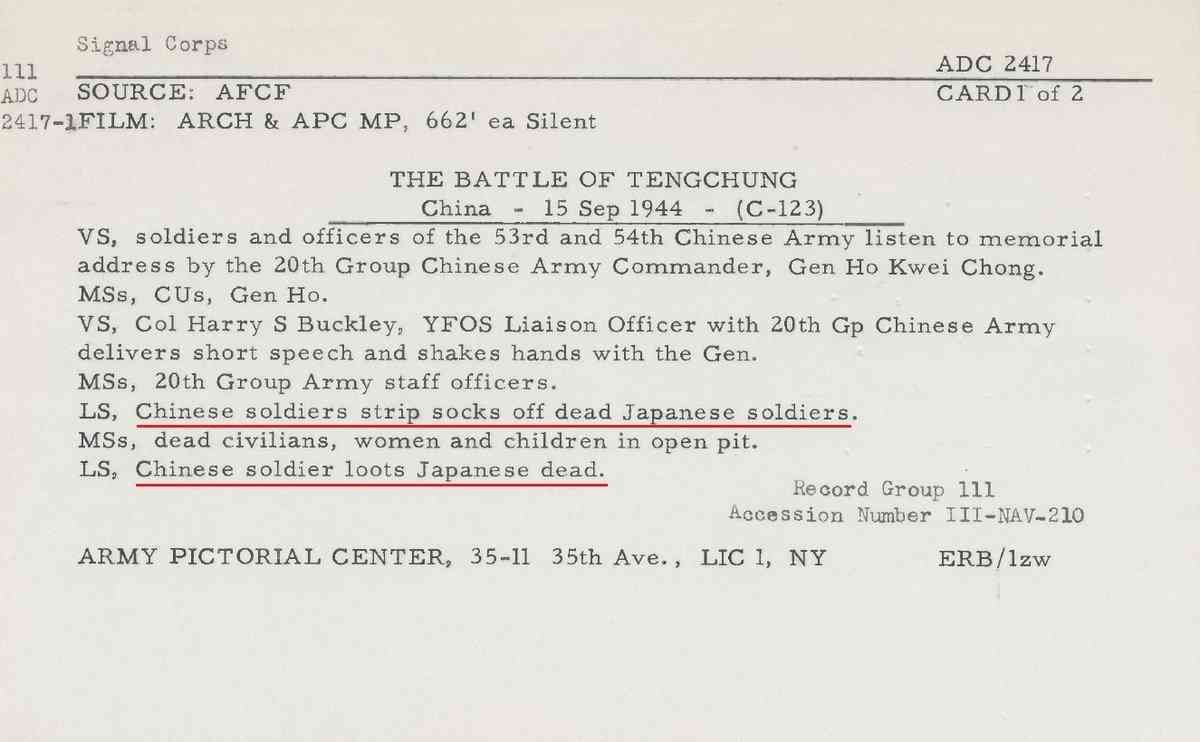 Signal Corps
111
ADC 2417
ADC
SOURCE: AFCF
CARD1 of 2
2417-1
FILM: ARCH & APC MP, 662' ea Silent
THE BATTLE OF TENGCHUNG
China - 15 Sep 1944 - (C-123)
VS, soldiers and officers of the 53rd and 54th Chinese Army listen to memorial
address by the 20th Group Chinese Army Commander, Gen Ho Kwei Chong.
MSs, CUs, Gen Ho.
VS, Col Harry S Buckley, YFOS Liaison Officer with 20th Gp Chinese Army
delivers short speech and shakes hands with the Gen.
MSs, 20th Group Army staff officers.
LS, Chinese soldiers strip socks off dead Japanese soldiers.
MSs, dead civilians, women and children in open pit.
LS, Chinese soldier loots Japanese dead.
Record Group 111
Accession Number III-NAV-210
ARMY PICTORIAL CENTER, 35-11 35th Ave., LIC 1, NY
ERB/lzw